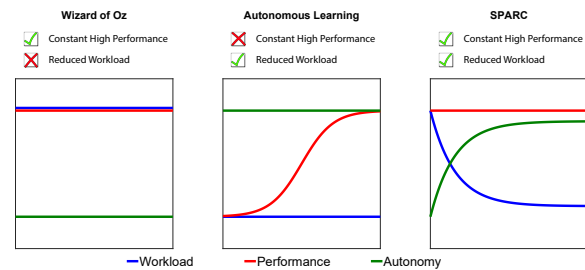 Wizard of Oz
Constant High Performance
Reduced Workload
Autonomous Learning
Constant High Performance
Reduced Workload
SPARC
Constant High Performance
Reduced Workload
Workload Performance Autonomy